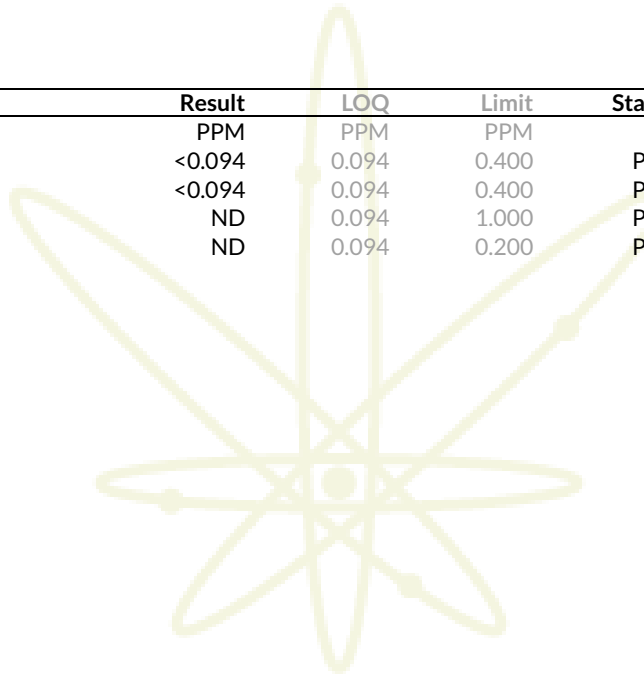 Result LOQ Limit Sta
PPM PPM PPM
<0.094 0.094 0.400 P
<0.094 0.094 0.400 P
ND 0.094 1.000 P
ND 0.094 0.200 P